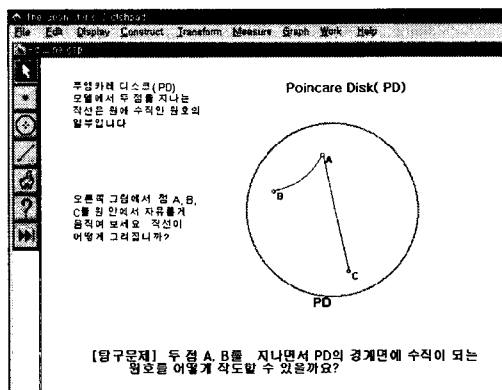 The Geometer's Sketchpad
File Edit Display Construct Transform Measure Graph Work Help
푸앵카레 디스크(PD)
모델에서 두 점를 지나는
직선은 원에 수직인 원호의
일부입니다
Poincare Disk( PD)
A
B
오른쪽 그림에서 점 A, B,
C를 원 안에서 자유롭게
움직여 보세요 직선이
어떻게 그려집니까?
C
PD
[탐구문제] 두 점 A, B를 지나면서 PD의 경계면에 수직이 되는
원호를 어떻게 작도할 수 있을까요?